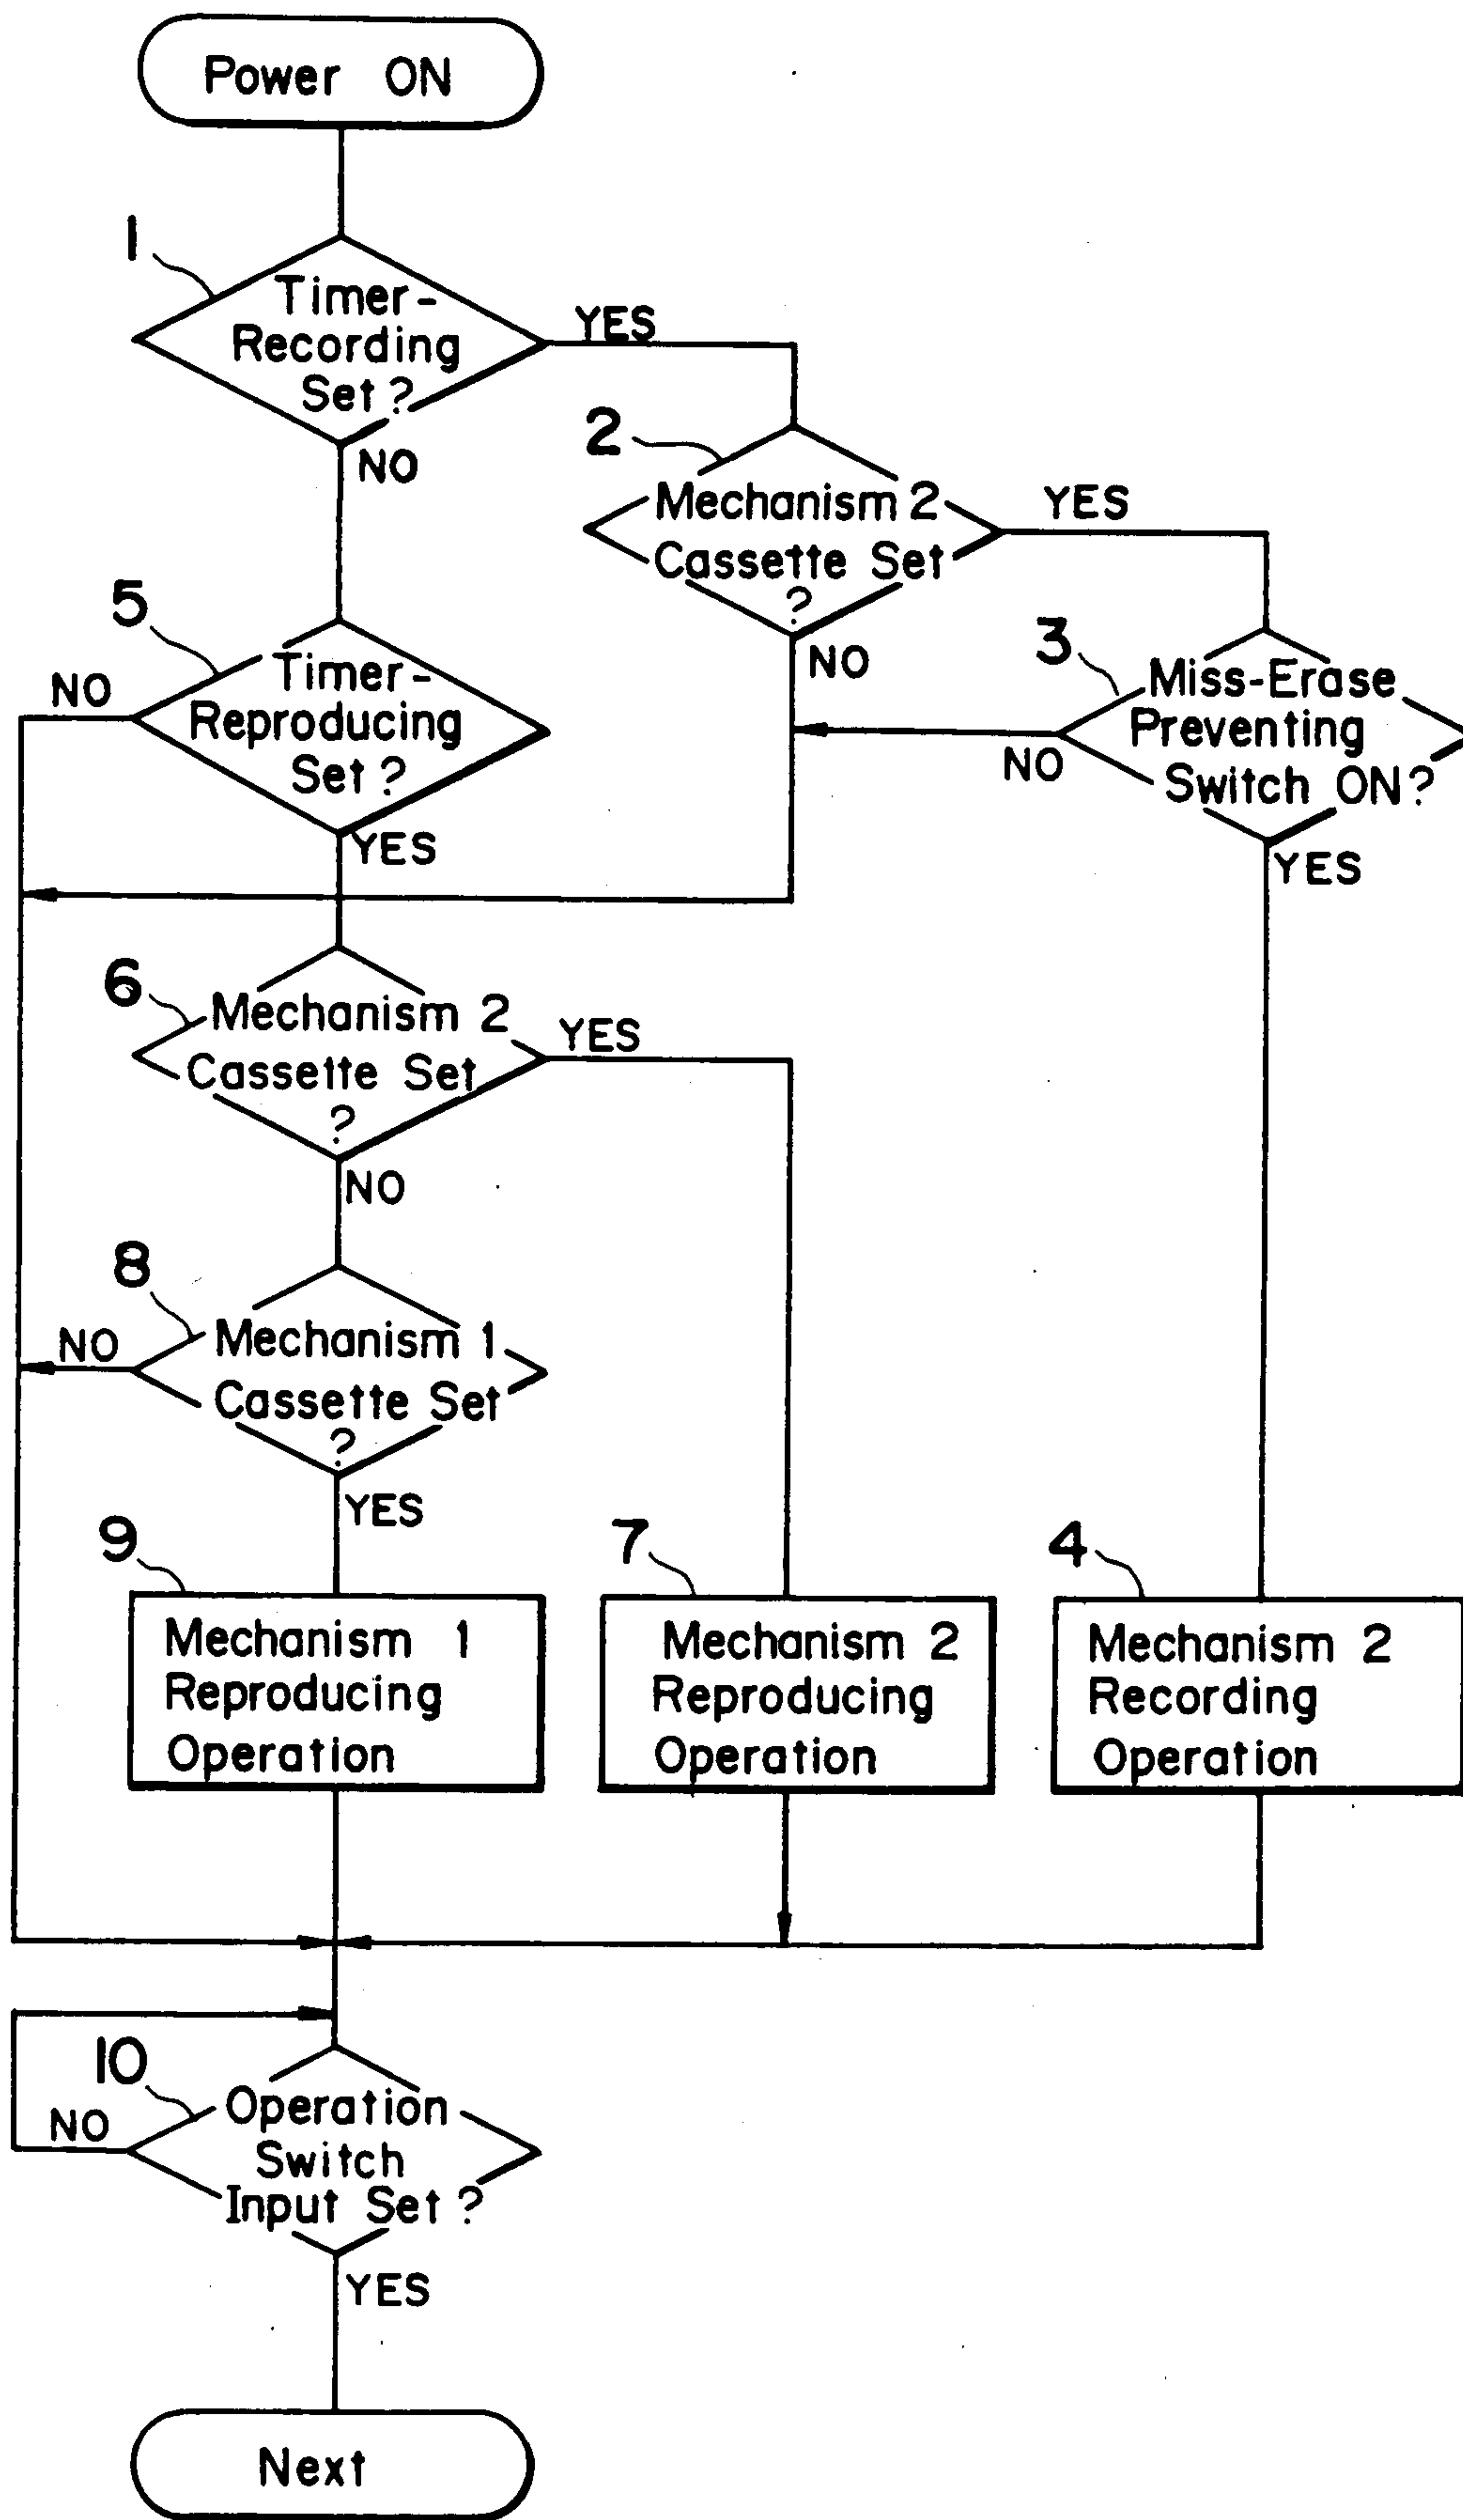 Power ON
1
Timer-
Recording
Set?
YES
NO
2
Mechanism 2
Cassette Set
?
YES
NO
3
Miss-Erase
Preventing
Switch ON?
NO
YES
5
Timer-
Reproducing
Set?
NO
YES
6
Mechanism 2
Cassette Set
?
YES
NO
8
Mechanism 1
Cassette Set
?
NO
YES
9
Mechanism 1
Reproducing
Operation
7
Mechanism 2
Reproducing
Operation
4
Mechanism 2
Recording
Operation
10
Operation
Switch
Input Set?
NO
YES
Next